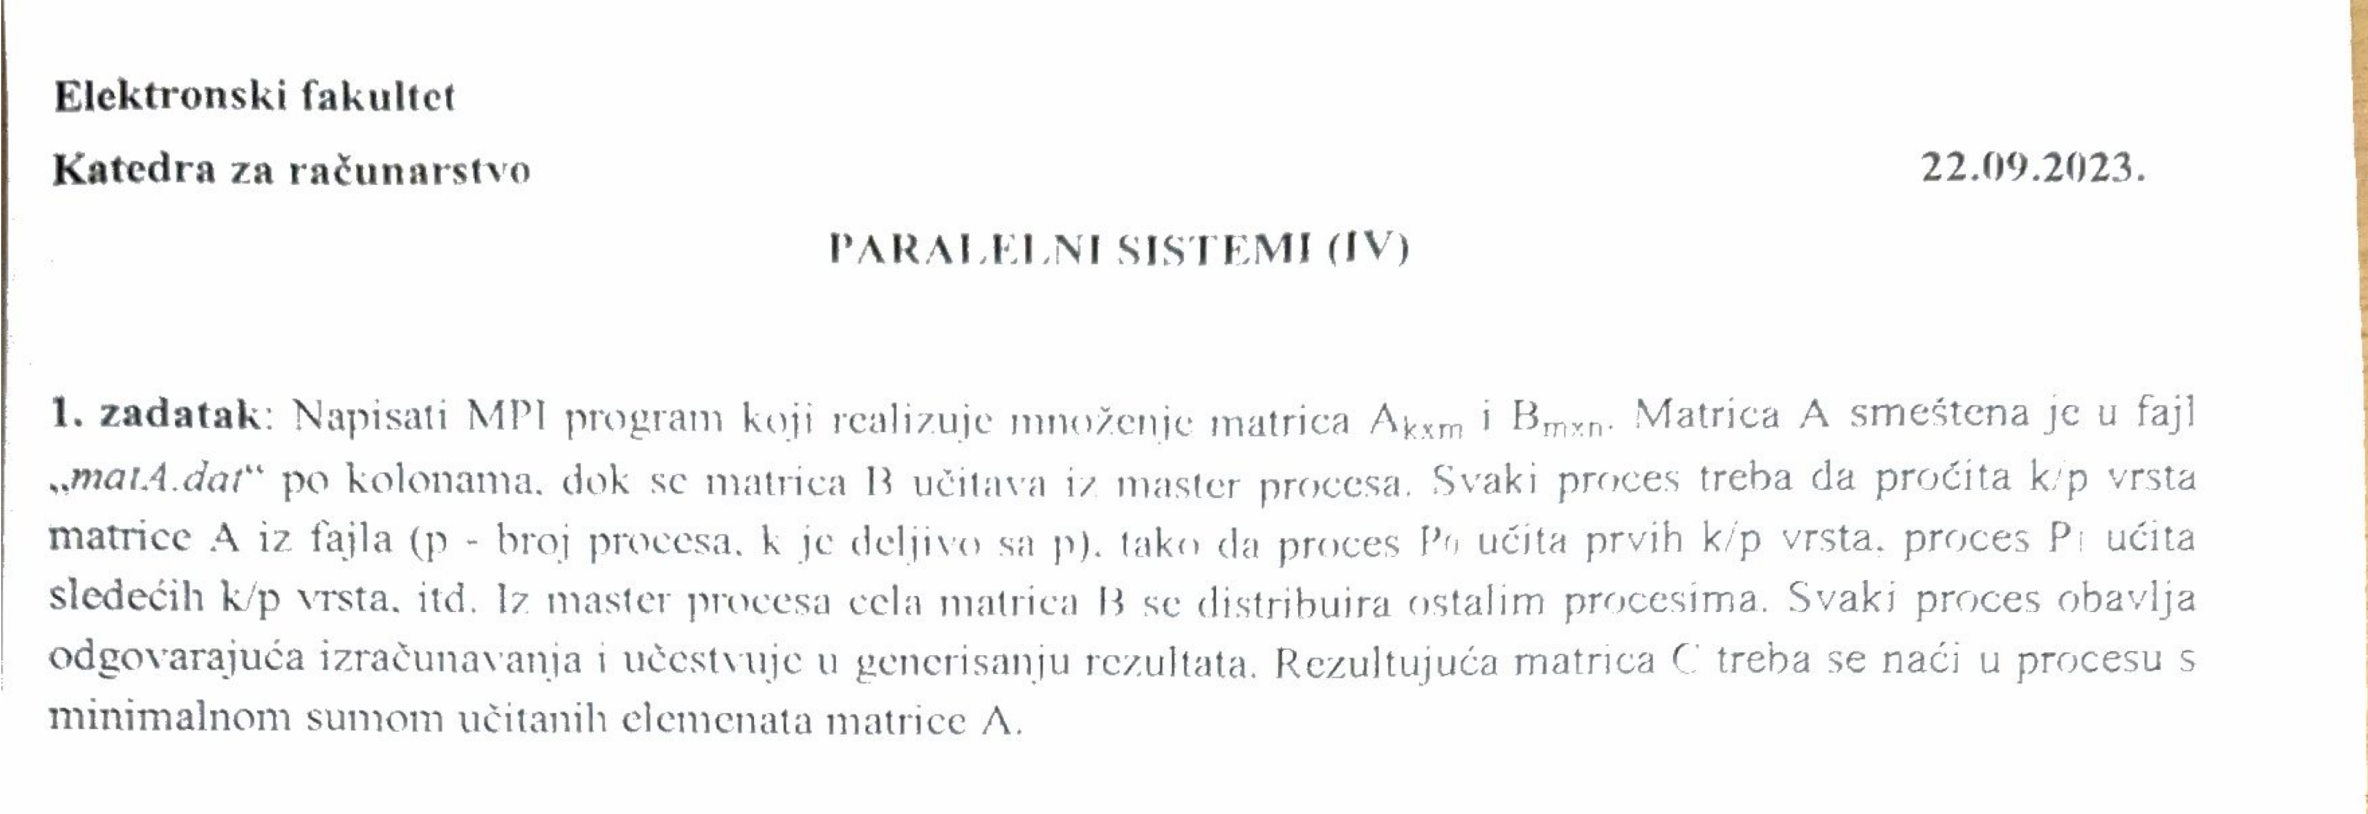 Elektronski fakultet
Katedra za računarstvo
22.09.2023.
PARALELNI SISTEMI (IV)
1. zadatak: Napisati MPI program koji realizuje množenje matrica Akxm i Bmxn. Matrica A smeštena je u fajl
„matA.dat“ po kolonama, dok se matrica B učitava iz master procesa. Svaki proces treba da pročita k/p vrsta
matrice A iz fajla (p - broj procesa, k je deljivo sa p), tako da proces P0 učita prvih k/p vrsta, proces P1 učita
sledećih k/p vrsta, itd. Iz master procesa cela matrica B se distribuira ostalim procesima. Svaki proces obavlja
odgovarajuća izračunavanja i učestvuje u generisanju rezultata. Rezultujuća matrica C treba se naći u procesu s
minimalnom sumom učitanih elemenata matrice A.